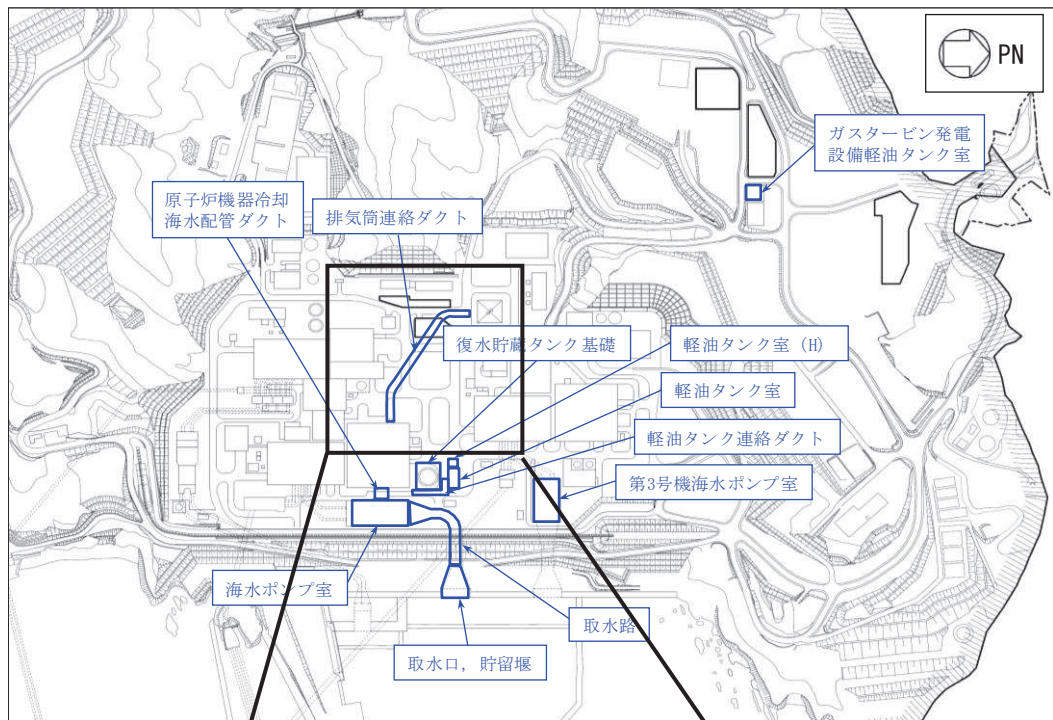 PN
ガスタービン発電
設備軽油タンク室
原子炉機器冷却
海水配管ダクト
排気筒連絡ダクト
復水貯蔵タンク基礎
軽油タンク室（H）
軽油タンク室
軽油タンク連絡ダクト
第3号機海水ポンプ室
海水ポンプ室
取水路
取水口，貯留堰